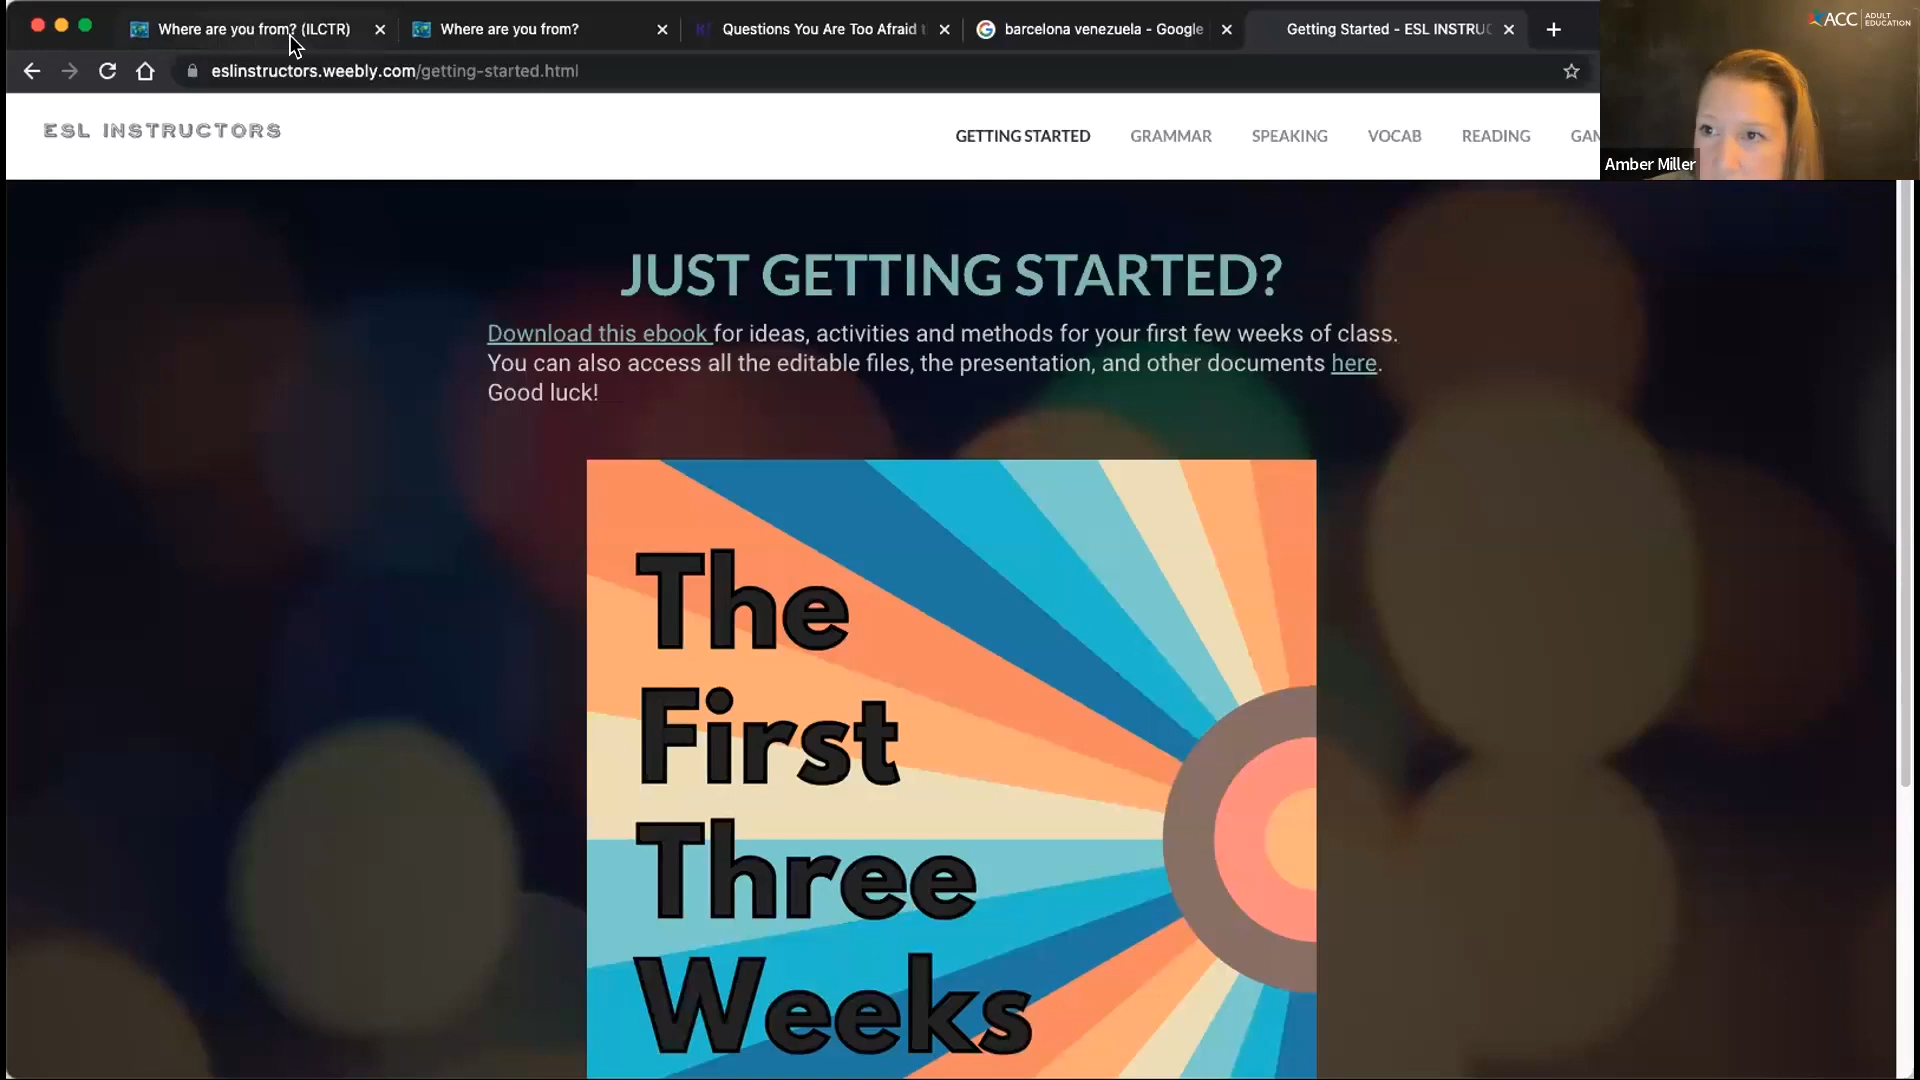 Where are you from? (ILCTR)
Where are you from?
Questions You Are Too Afraid t
barcelona venezuela - Google
Getting Started - ESL INSTRUC
ACC ADULT EDUCATION
eslinstructors.weebly.com/getting-started.html
ESL INSTRUCTORS
GETTING STARTED
GRAMMAR
SPEAKING
VOCAB
READING
GAN
Amber Miller
JUST GETTING STARTED?
Download this ebook for ideas, activities and methods for your first few weeks of class.
You can also access all the editable files, the presentation, and other documents here.
Good luck!
The
First
Three
Weeks